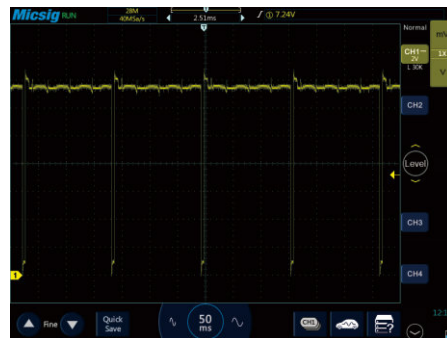 Micsig RUN
28M
40MSa/s
2.51ms
7.24V
Normal
mV
CH1
2V
L 30K
1X
V
CH2
Level
CH3
CH4
1
Fine
Quick
Save
50
ms
CH1
?